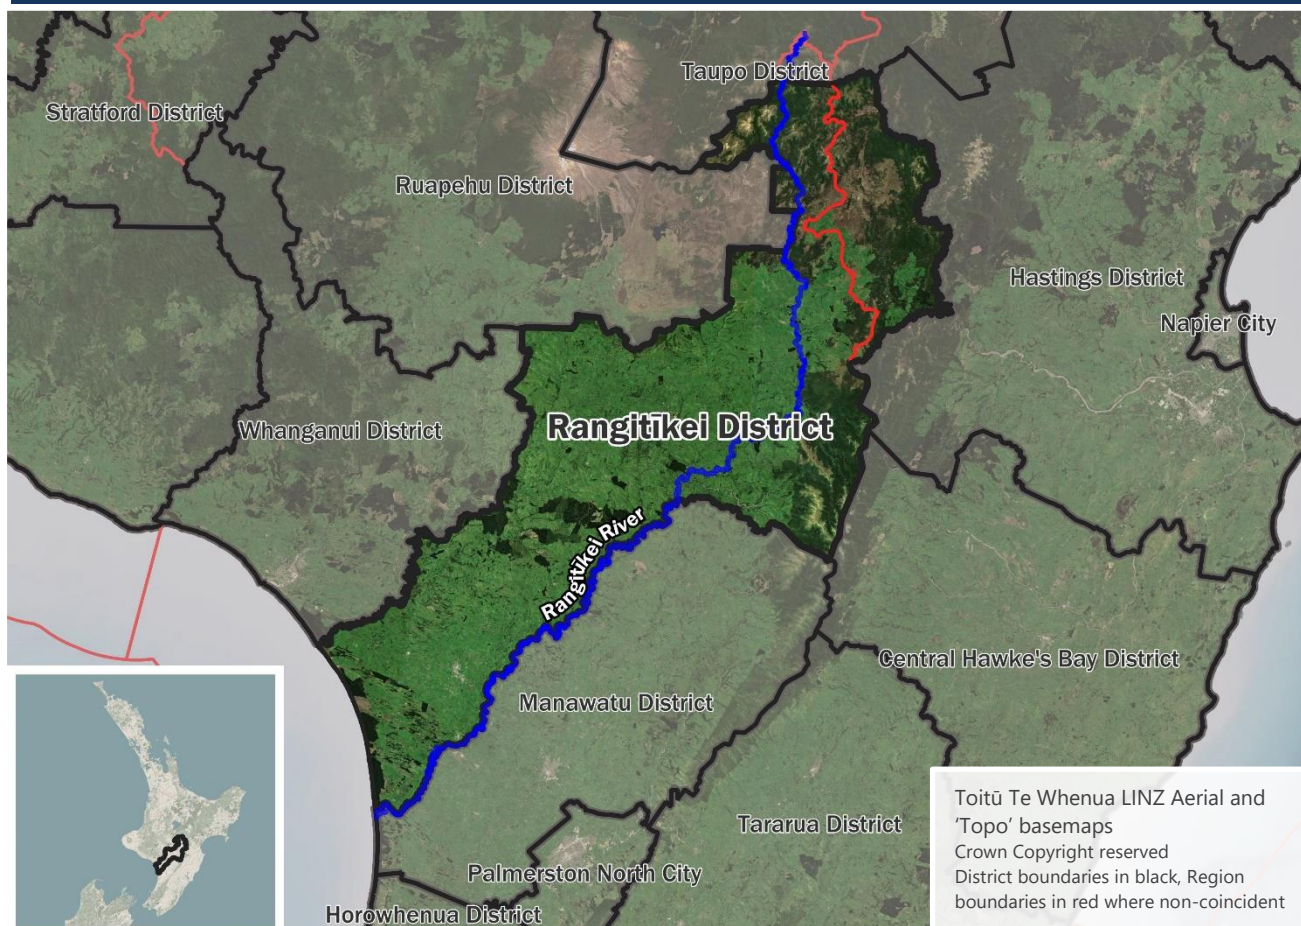 Taupo District
Stratford District
Ruapehu District
Hastings District
Napier City
Rangitīkei District
Whanganui District
Rangitīkei River
Central Hawke's Bay District
Manawatu District
Tararua District
Palmerston North City
Horowhenua District
Toitū Te Whenua LINZ Aerial and
'Topo' basemaps
Crown Copyright reserved
District boundaries in black, Region
boundaries in red where non-coincident